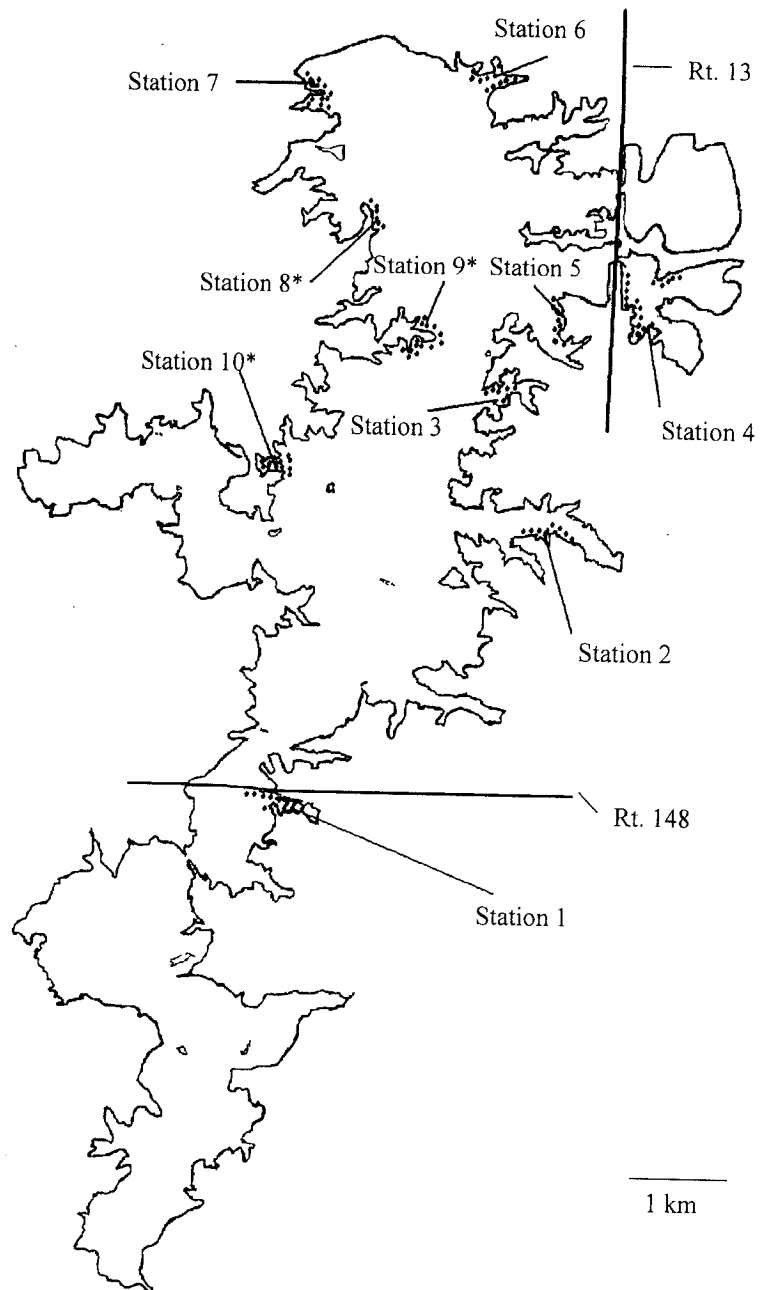 Station 6
Station 7
Rt. 13
Station 8*
Station 9*
Station 5
Station 10*
Station 3
Station 4
Station 2
Rt. 148
Station 1
1 km